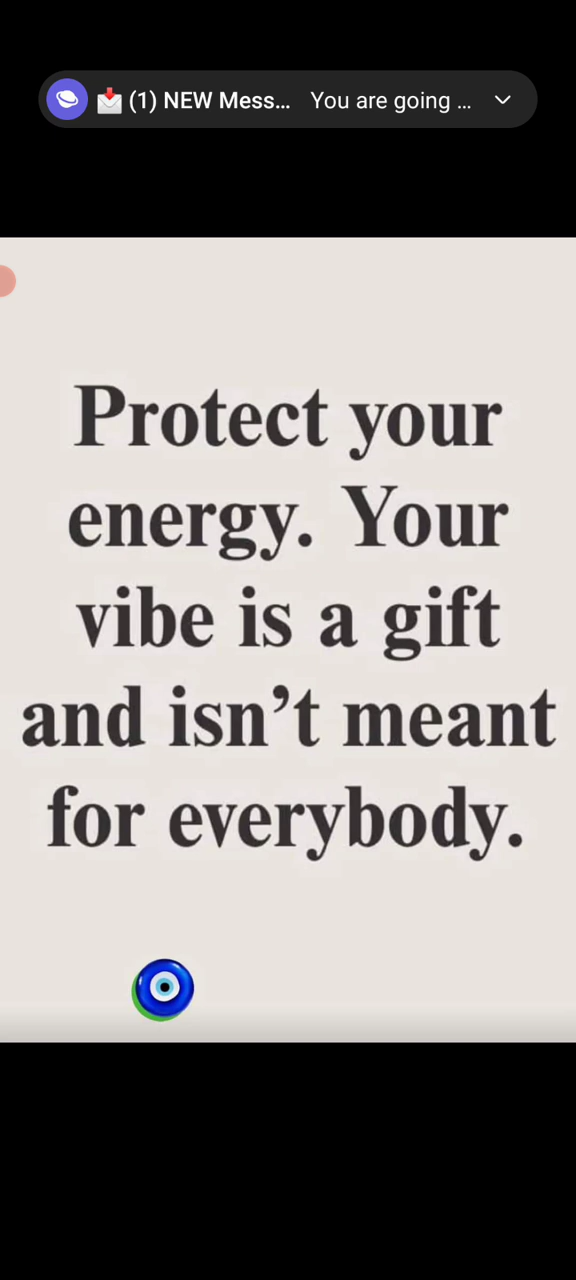 (1) NEW Mess... You are going ...
Protect your
energy. Your
vibe is a gift
and isn’t meant
for everybody.